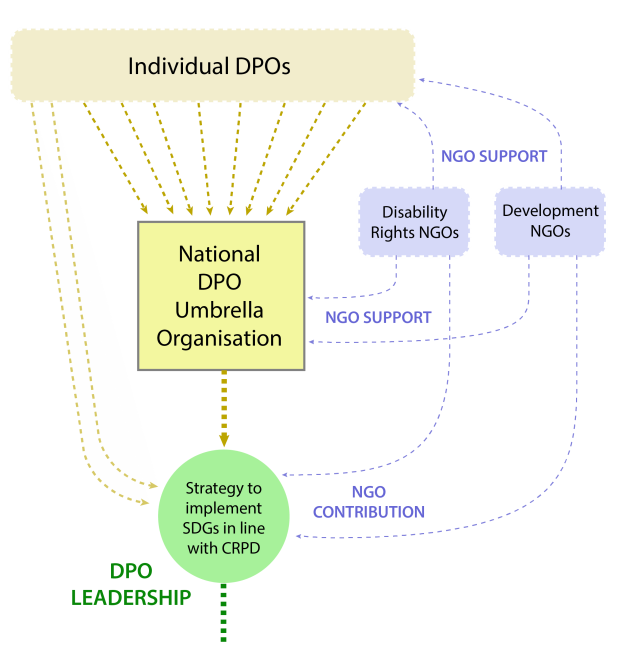 Individual DPOs
NGO SUPPORT
Disability
Rights NGOs
Development
NGOs
National
DPO
Umbrella
Organisation
NGO SUPPORT
Strategy to
implement
SDGs in line
with CRPD
NGO
CONTRIBUTION
DPO
LEADERSHIP